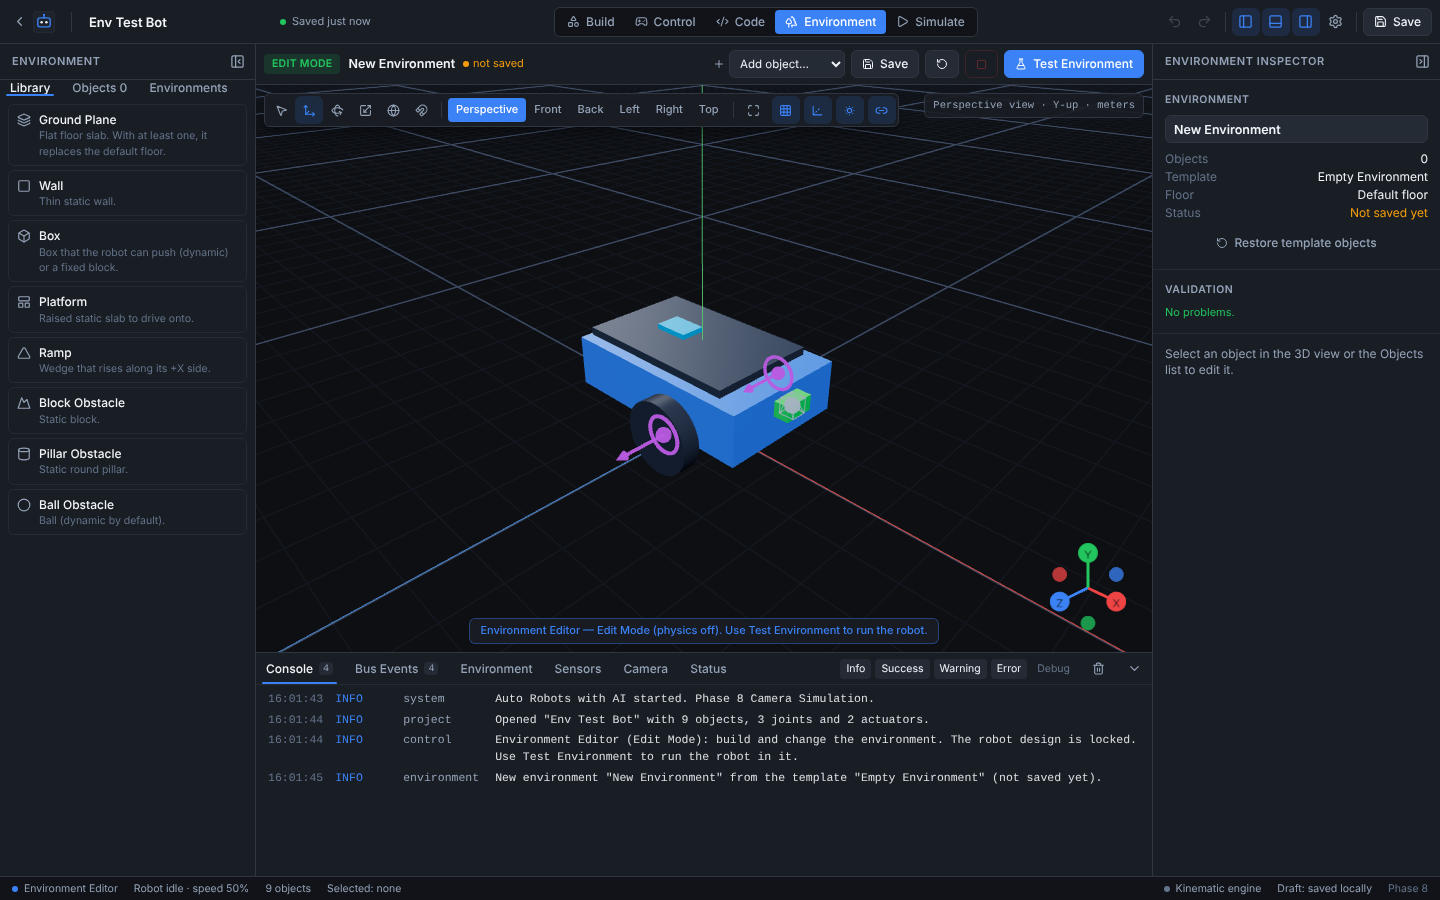 Env Test Bot
Saved just now
Build
Control
Code
Environment
Simulate
Save
ENVIRONMENT
Library
Objects 0
Environments
Ground Plane
Flat floor slab. With at least one, it
replaces the default floor.
Wall
Thin static wall.
Box
Box that the robot can push (dynamic)
or a fixed block.
Platform
Raised static slab to drive onto.
Ramp
Wedge that rises along its +X side.
Block Obstacle
Static block.
Pillar Obstacle
Static round pillar.
Ball Obstacle
Ball (dynamic by default).
EDIT MODE
New Environment
not saved
Add object...
Save
Test Environment
Perspective
Front
Back
Left
Right
Top
Perspective view · Y-up · meters
Y
Z
X
Environment Editor — Edit Mode (physics off). Use Test Environment to run the robot.
Console 4
Bus Events 4
Environment
Sensors
Camera
Status
Info
Success
Warning
Error
Debug
16:01:43 INFO system Auto Robots with AI started. Phase 8 Camera Simulation.
16:01:44 INFO project Opened "Env Test Bot" with 9 objects, 3 joints and 2 actuators.
16:01:44 INFO control Environment Editor (Edit Mode): build and change the environment. The robot design is locked.
Use Test Environment to run the robot in it.
16:01:45 INFO environment New environment "New Environment" from the template "Empty Environment" (not saved yet).
ENVIRONMENT INSPECTOR
ENVIRONMENT
New Environment
Objects 0
Template Empty Environment
Floor Default floor
Status Not saved yet
Restore template objects
VALIDATION
No problems.
Select an object in the 3D view or the Objects
list to edit it.
Environment Editor
Robot idle · speed 50%
9 objects
Selected: none
Kinematic engine
Draft: saved locally
Phase 8